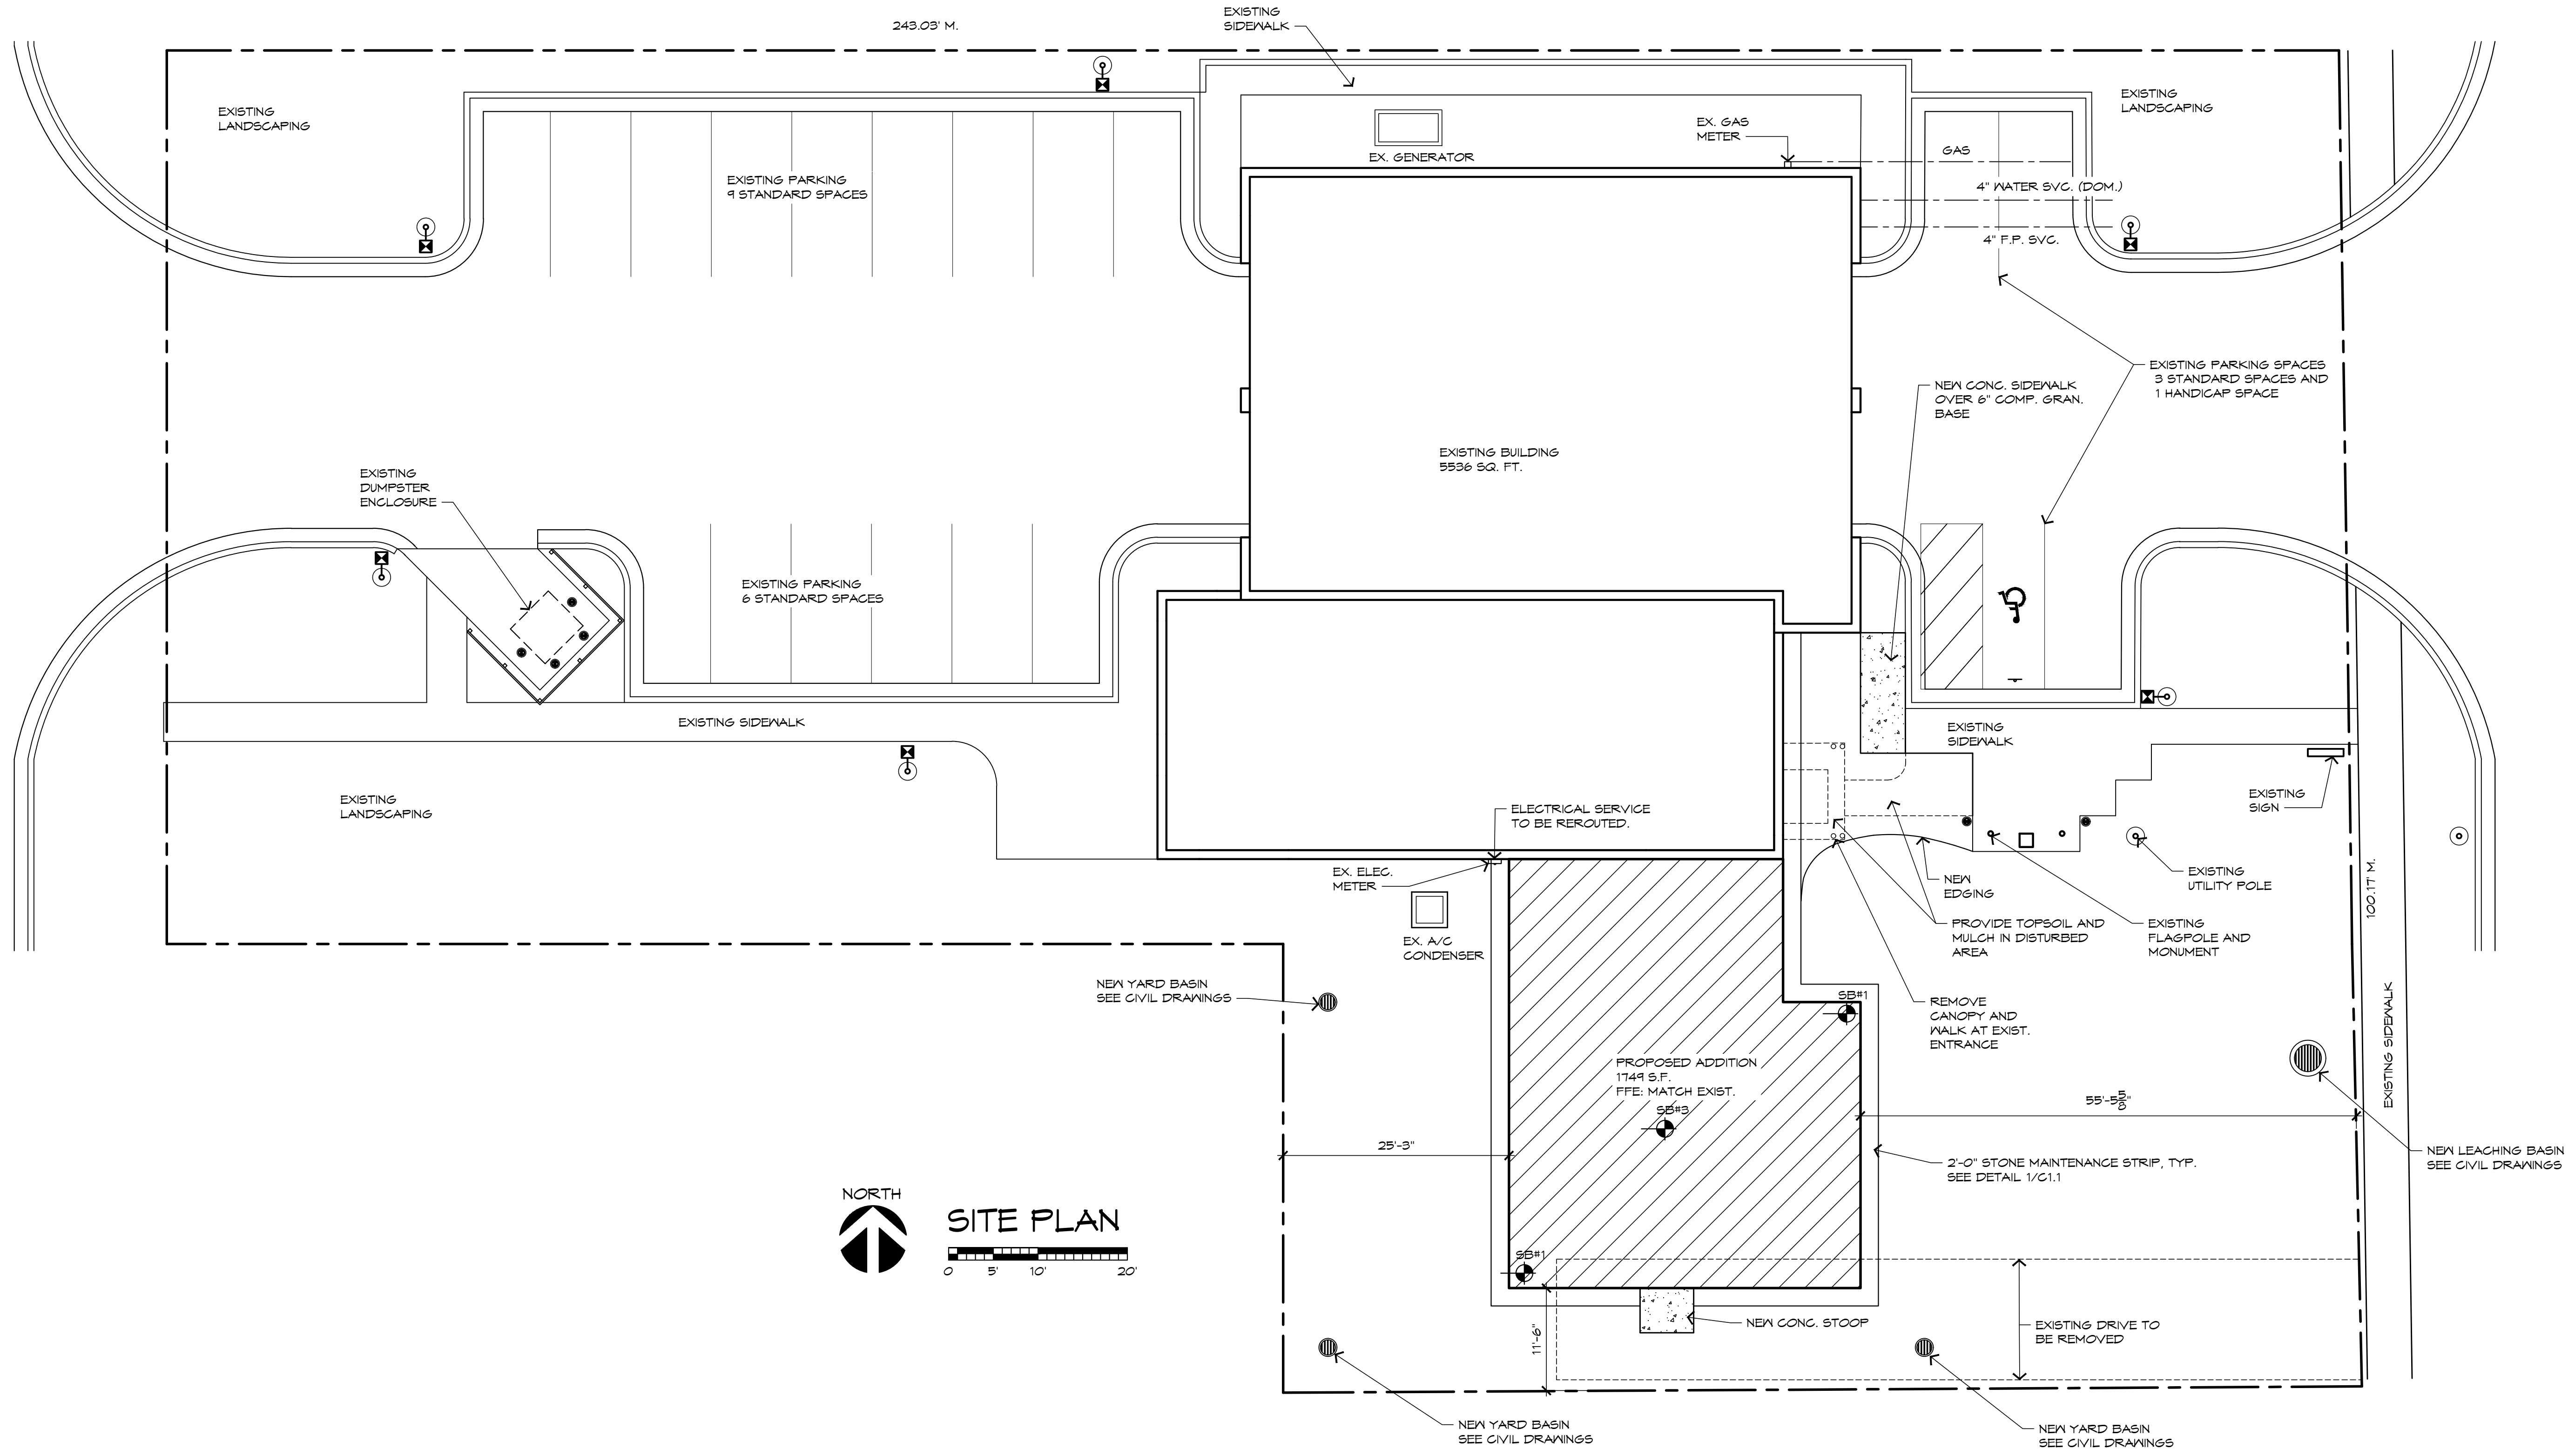 243.03' M.
EXISTING
SIDEWALK
EXISTING
LANDSCAPING
EXISTING PARKING
9 STANDARD SPACES
EX. GENERATOR
EX. GAS
METER
GAS
4" WATER SVC. (DOM.)
4" F.P. SVC.
EXISTING
LANDSCAPING
EXISTING PARKING SPACES
3 STANDARD SPACES AND
1 HANDICAP SPACE
NEW CONC. SIDEWALK
OVER 6" COMP. GRAN.
BASE
EXISTING BUILDING
5536 SQ. FT.
EXISTING
DUMPSTER
ENCLOSURE
EXISTING PARKING
6 STANDARD SPACES
EXISTING SIDEWALK
EXISTING
SIDEWALK
EXISTING
LANDSCAPING
EXISTING
SIGN
ELECTRICAL SERVICE
TO BE REROUTED.
EX. ELEC.
METER
EXISTING
UTILITY POLE
NEW
EDGING
100.17' M.
PROVIDE TOPSOIL AND
MULCH IN DISTURBED
AREA
EXISTING
FLAGPOLE AND
MONUMENT
EX. A/C
CONDENSER
NEW YARD BASIN
SEE CIVIL DRAWINGS
SB#1
REMOVE
CANOPY AND
WALK AT EXIST.
ENTRANCE
EXISTING SIDEWALK
PROPOSED ADDITION
1749 S.F.
FFE: MATCH EXIST.
SB#3
55'-5 5/8"
25'-3"
NEW LEACHING BASIN
SEE CIVIL DRAWINGS
2'-0" STONE MAINTENANCE STRIP, TYP.
SEE DETAIL 1/C1.1
NORTH
SITE PLAN
0 5' 10' 20'
SB#1
11'-6"
NEW CONC. STOOP
EXISTING DRIVE TO
BE REMOVED
NEW YARD BASIN
SEE CIVIL DRAWINGS
NEW YARD BASIN
SEE CIVIL DRAWINGS